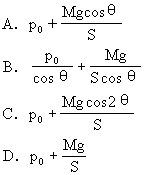 A. p₀ + Mgcosθ / S
B. p₀ / cosθ + Mg / Scosθ
C. p₀ + Mgcos2θ / S
D. p₀ + Mg / S